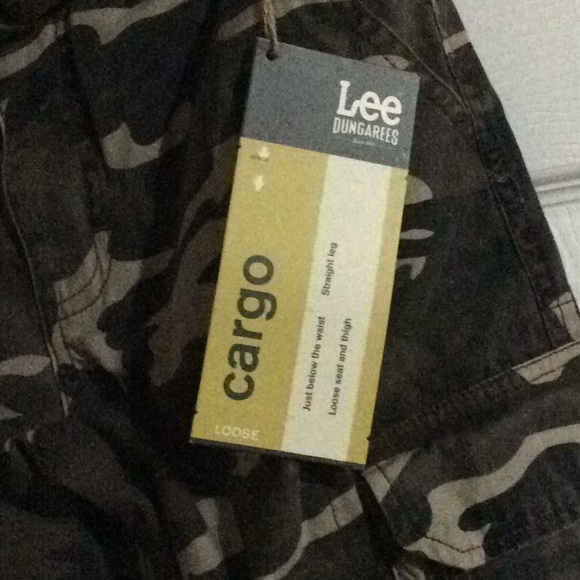 Lee
DUNGAREES
cargo
LOOSE
Just below the waist
Straight leg
Loose seat and thigh